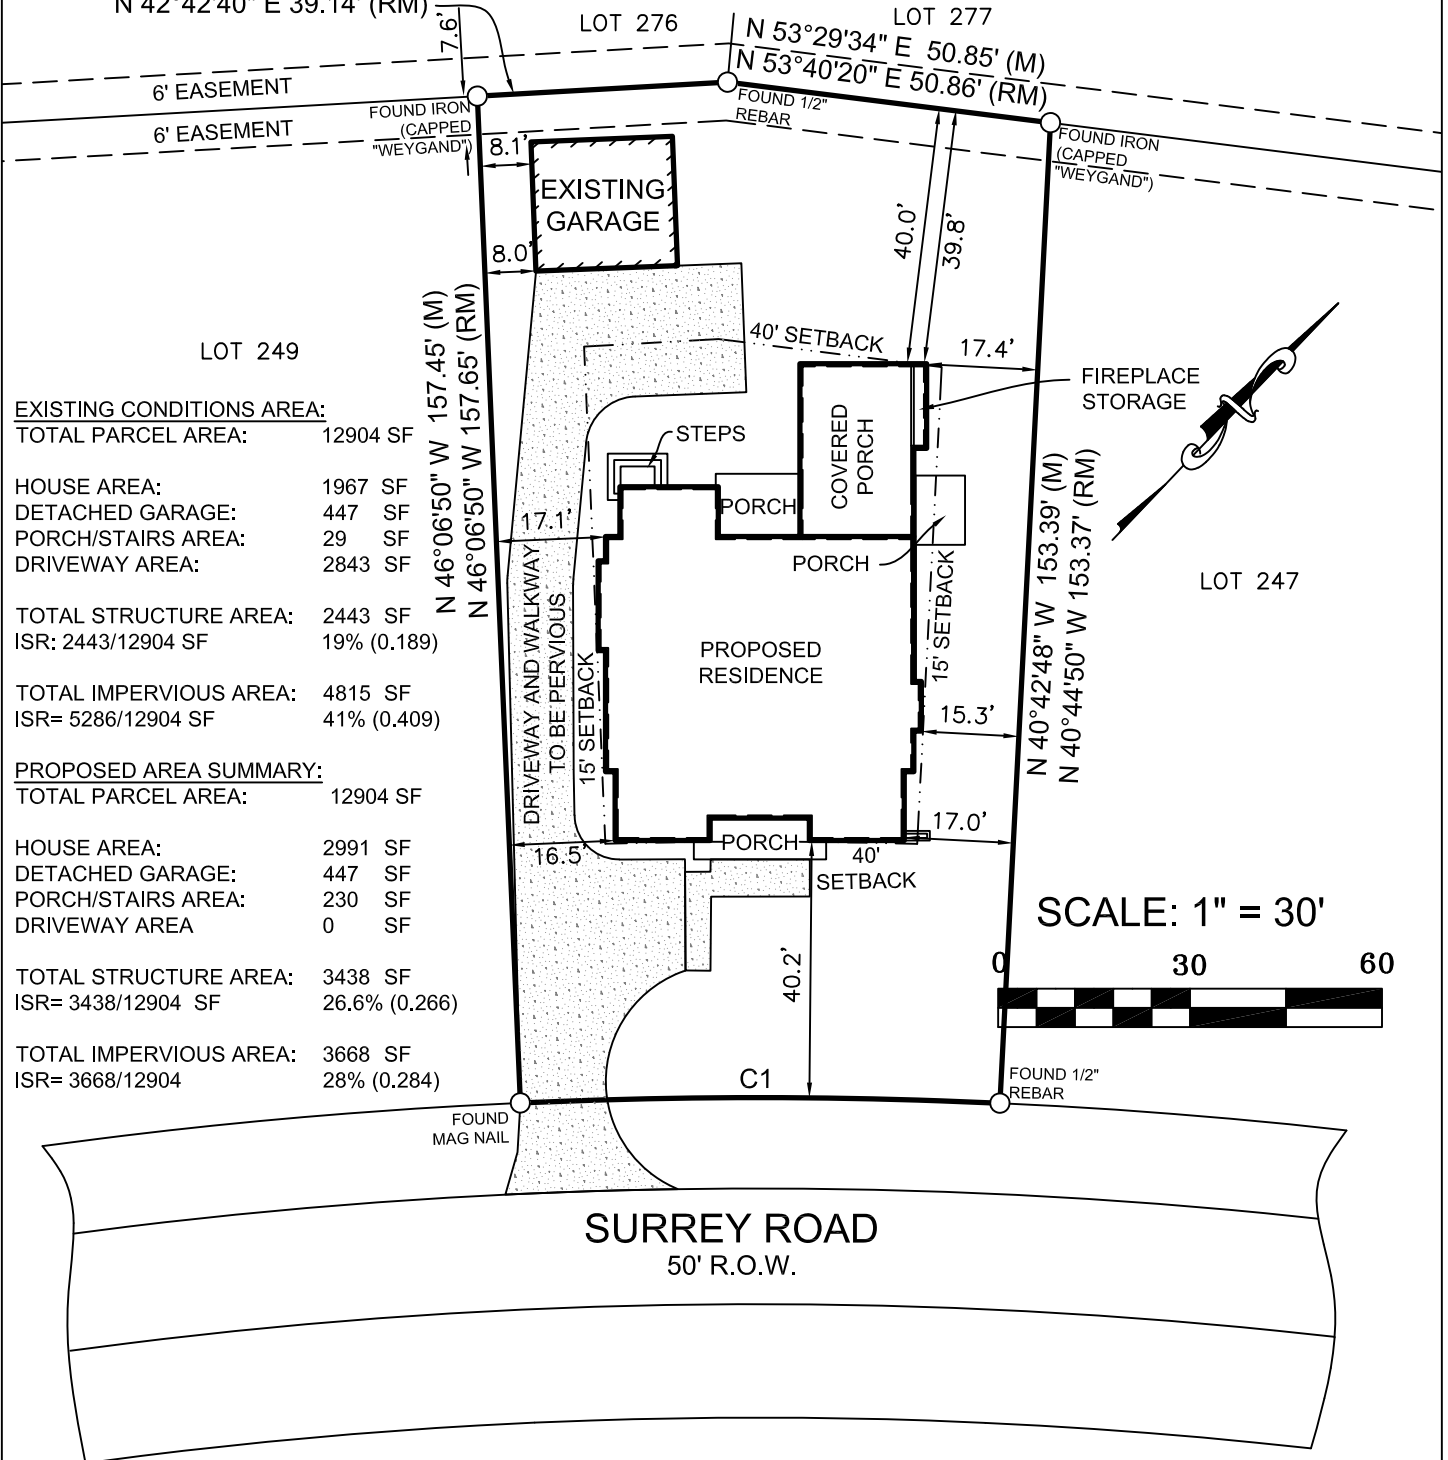 N 42°42'40" E 39.14' (RM)
7.6'
LOT 276
LOT 277
N 53°29'34" E 50.85' (M)
N 53°40'20" E 50.86' (RM)
6' EASEMENT
6' EASEMENT
FOUND IRON
(CAPPED
"WEYGAND")
FOUND 1/2"
REBAR
FOUND IRON
(CAPPED
"WEYGAND")
8.1'
EXISTING
GARAGE
8.0'
40.0'
39.8'
N 46°06'50" W 157.45' (M)
N 46°06'50" W 157.65' (RM)
LOT 249
40' SETBACK
17.4'
FIREPLACE
STORAGE
EXISTING CONDITIONS AREA:
TOTAL PARCEL AREA: 12904 SF
HOUSE AREA: 1967 SF
DETACHED GARAGE: 447 SF
PORCH/STAIRS AREA: 29 SF
DRIVEWAY AREA: 2843 SF
TOTAL STRUCTURE AREA: 2443 SF
ISR: 2443/12904 SF 19% (0.189)
TOTAL IMPERVIOUS AREA: 4815 SF
ISR= 5286/12904 SF 41% (0.409)
PROPOSED AREA SUMMARY:
TOTAL PARCEL AREA: 12904 SF
HOUSE AREA: 2991 SF
DETACHED GARAGE: 447 SF
PORCH/STAIRS AREA: 230 SF
DRIVEWAY AREA 0 SF
TOTAL STRUCTURE AREA: 3438 SF
ISR= 3438/12904 SF 26.6% (0.266)
TOTAL IMPERVIOUS AREA: 3668 SF
ISR= 3668/12904 28% (0.284)
STEPS
COVERED
PORCH
PORCH
17.1'
PORCH
DRIVEWAY AND WALKWAY
TO BE PERVIOUS
15' SETBACK
PROPOSED
RESIDENCE
15' SETBACK
N 40°42'48" W 153.39' (M)
N 40°44'50" W 153.37' (RM)
LOT 247
15.3'
16.5'
PORCH
40'
SETBACK
17.0'
40.2'
SCALE: 1" = 30'
0 30 60
C1
FOUND 1/2"
REBAR
FOUND
MAG NAIL
SURREY ROAD
50' R.O.W.